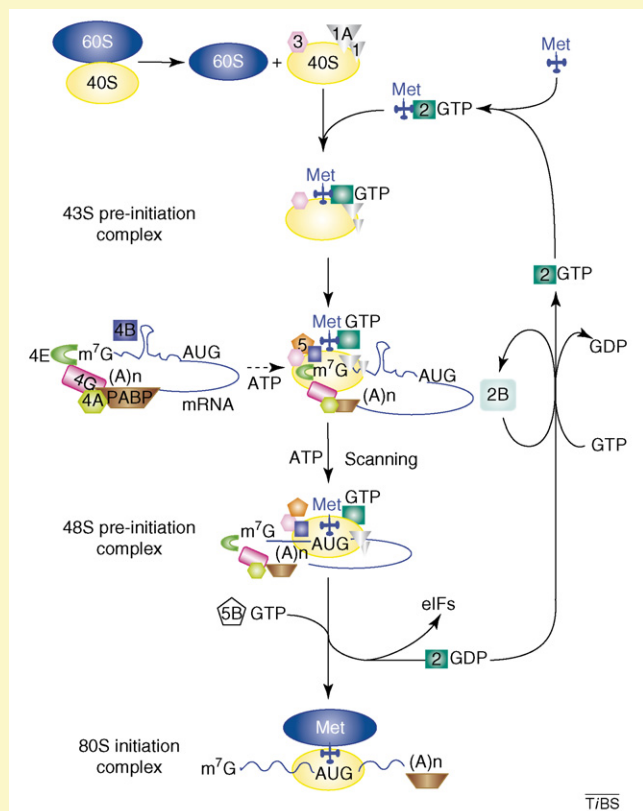 60S
40S
60S
+
3
1A
1
40S
Met
Met
2 GTP
Met
GTP
43S pre-initiation
complex
2 GTP
4B
4E
m7G
AUG
4G
(A)n
4A
PABP
mRNA
ATP
Met GTP
5
m7G
AUG
(A)n
2B
GDP
GTP
ATP
Scanning
48S pre-initiation
complex
Met
GTP
m7G
AUG
(A)n
5B GTP
eIFs
2 GDP
Met
80S initiation
complex
m7G
AUG
(A)n
TiBS